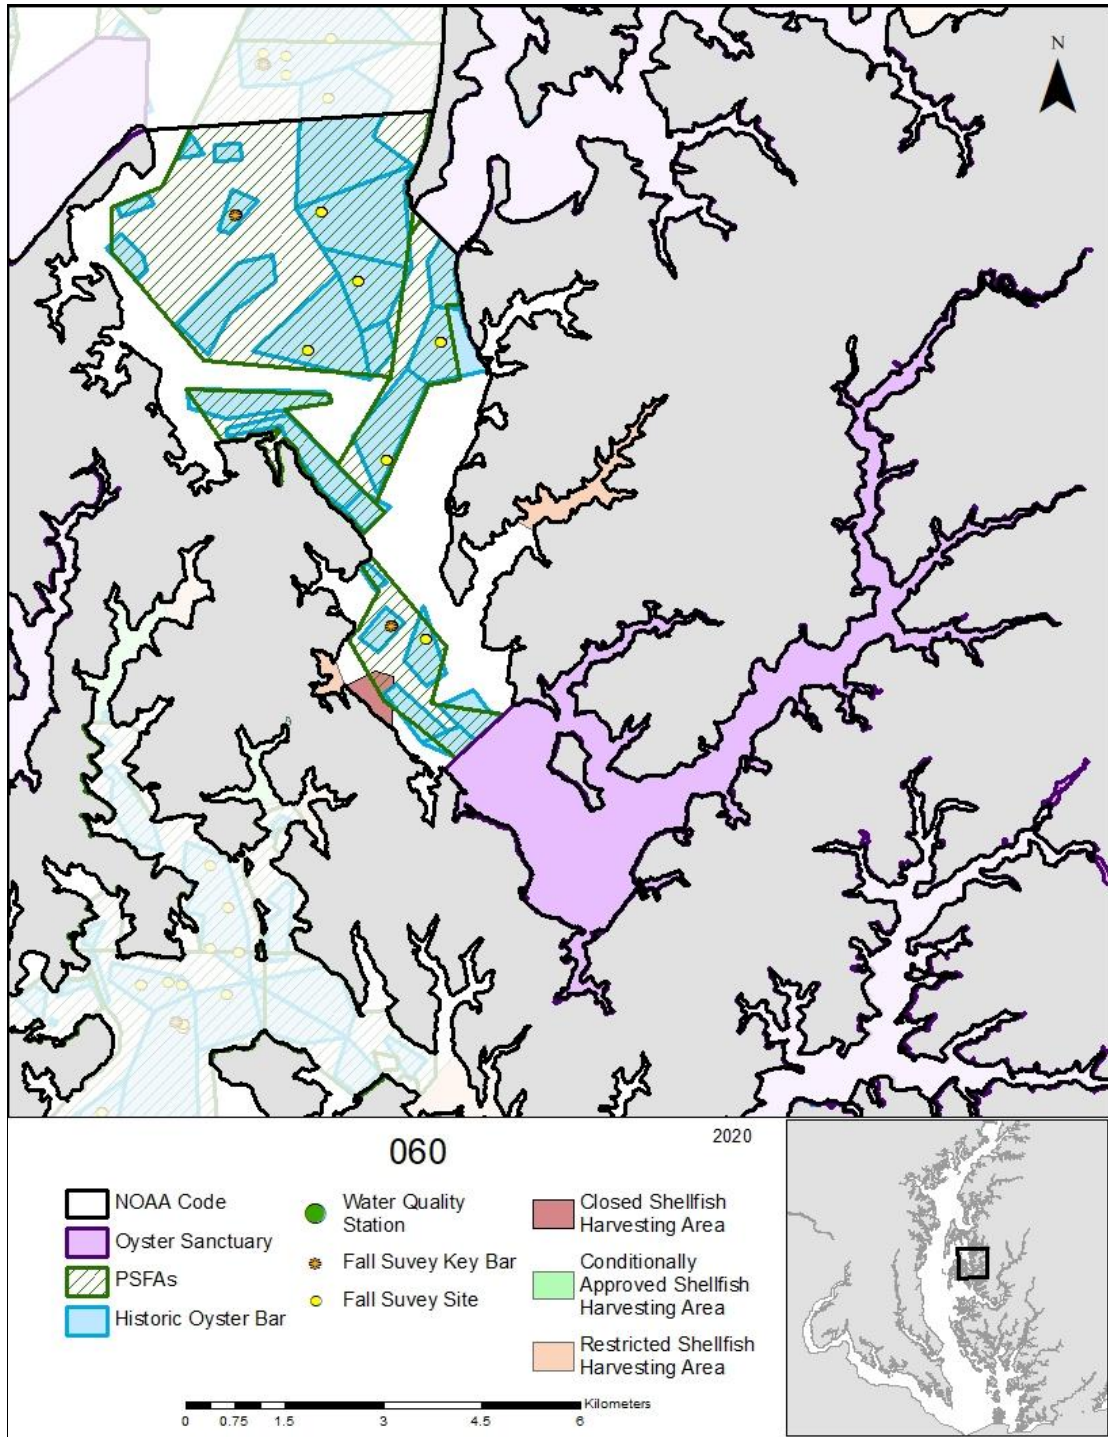 N
060
2020
NOAA Code
Oyster Sanctuary
PSFAs
Historic Oyster Bar
Water Quality
Station
Fall Suvey Key Bar
Fall Suvey Site
Closed Shellfish
Harvesting Area
Conditionally
Approved Shellfish
Harvesting Area
Restricted Shellfish
Harvesting Area
Kilometers
0 0.75 1.5 3 4.5 6